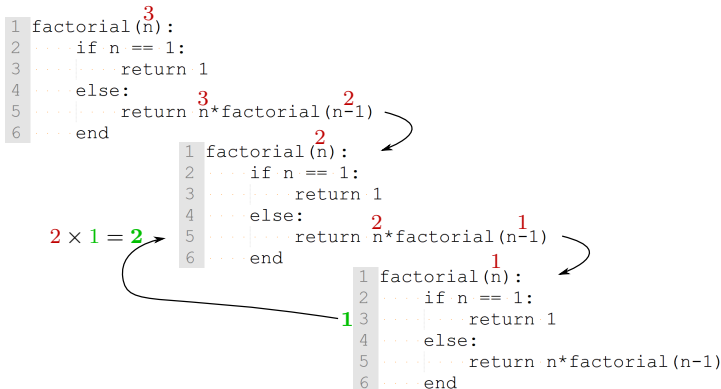 3
1 factorial(n):
2 if n == 1:
3 return 1
4 else:
3 2
5 return n*factorial(n-1)
6 end
2
1 factorial(n):
2 if n == 1:
3 return 1
4 else:
2 1
5 return n*factorial(n-1)
6 end
2 × 1 = 2
1
1 factorial(n):
2 if n == 1:
1 3 return 1
4 else:
5 return n*factorial(n-1)
6 end